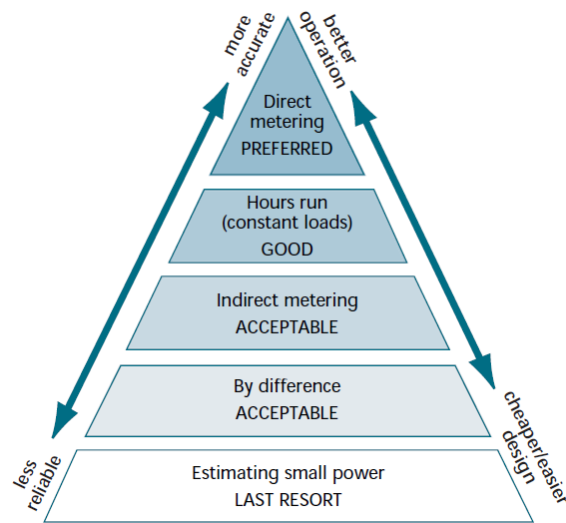 more
accurate
better
operation
Direct
metering
PREFERRED
Hours run
(constant loads)
GOOD
Indirect metering
ACCEPTABLE
By difference
ACCEPTABLE
cheaper/easier
design
less
reliable
Estimating small power
LAST RESORT